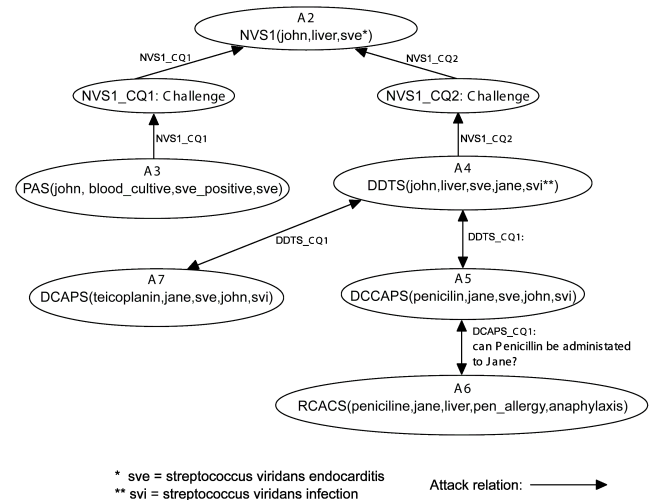 A2
NVS1(john,liver,sve*)
NVS1_CQ1
NVS1_CQ2
NVS1_CQ1: Challenge
NVS1_CQ2: Challenge
NVS1_CQ1
NVS1_CQ2
A3
PAS(john, blood_cultive,sve_positive,sve)
A4
DDTS(john,liver,sve,jane,svi**)
DDTS_CQ1
DDTS_CQ1:
A7
DCAPS(teicoplanin,jane,sve,john,svi)
A5
DCCAPS(penicilin,jane,sve,john,svi)
DCAPS_CQ1:
can Penicillin be administated
to Jane?
A6
RCACS(peniciline,jane,liver,pen_allergy,anaphylaxis)
* sve = streptococcus viridans endocarditis
** svi = streptococcus viridans infection
Attack relation: